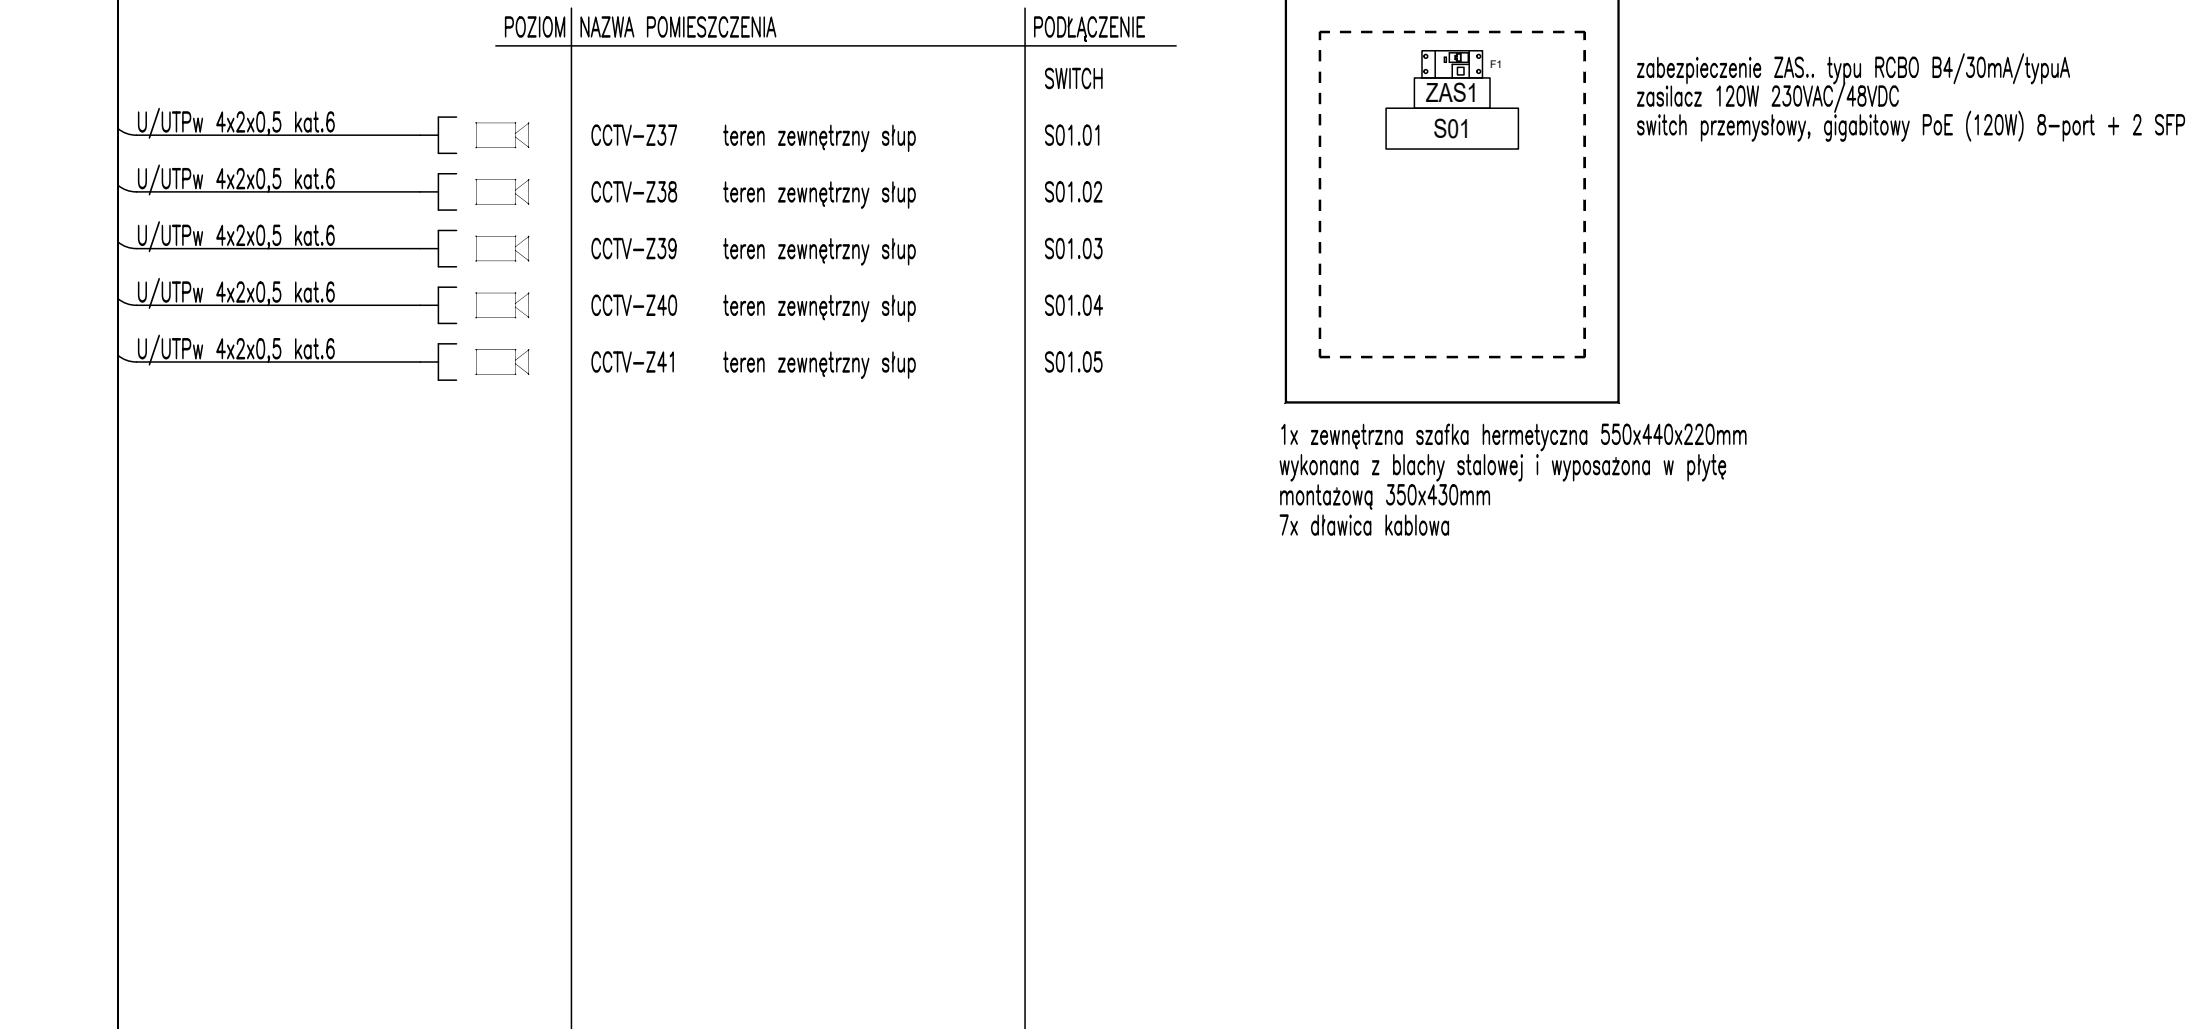 POZIOM NAZWA POMIESZCZENIA PODŁĄCZENIE
SWITCH
U/UTPw 4x2x0,5 kat.6 CCTV-Z37 teren zewnętrzny słup S01.01
U/UTPw 4x2x0,5 kat.6 CCTV-Z38 teren zewnętrzny słup S01.02
U/UTPw 4x2x0,5 kat.6 CCTV-Z39 teren zewnętrzny słup S01.03
U/UTPw 4x2x0,5 kat.6 CCTV-Z40 teren zewnętrzny słup S01.04
U/UTPw 4x2x0,5 kat.6 CCTV-Z41 teren zewnętrzny słup S01.05
F1
ZAS1
S01
zabezpieczenie ZAS.. typu RCBO B4/30mA/typuA
zasilacz 120W 230VAC/48VDC
switch przemysłowy, gigabitowy PoE (120W) 8-port + 2 SFP
1x zewnętrzna szafka hermetyczna 550x440x220mm
wykonana z blachy stalowej i wyposażona w płytę
montażową 350x430mm
7x dławica kablowa